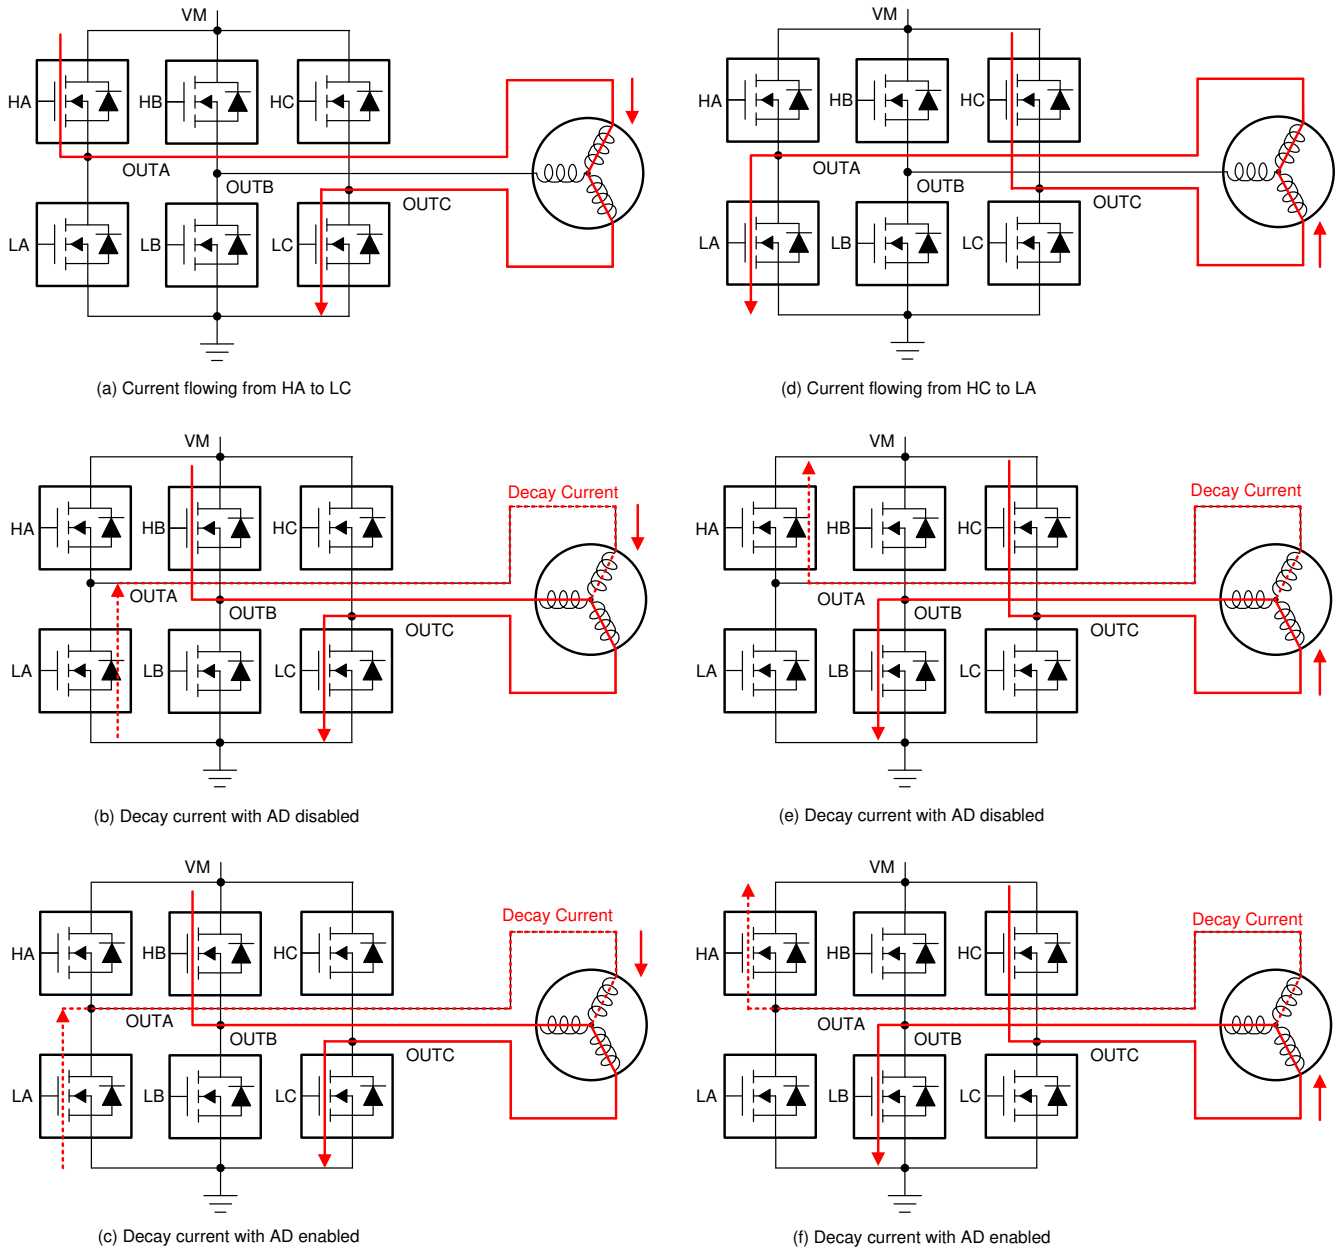 VM
HA
HB
HC
OUTA
OUTB
OUTC
LA
LB
LC
(a) Current flowing from HA to LC
VM
HA
HB
HC
OUTA
OUTB
OUTC
LA
LB
LC
(d) Current flowing from HC to LA
VM
Decay Current
HA
HB
HC
OUTA
OUTB
OUTC
LA
LB
LC
(b) Decay current with AD disabled
VM
Decay Current
HA
HB
HC
OUTA
OUTB
OUTC
LA
LB
LC
(e) Decay current with AD disabled
VM
Decay Current
HA
HB
HC
OUTA
OUTB
OUTC
LA
LB
LC
(c) Decay current with AD enabled
VM
Decay Current
HA
HB
HC
OUTA
OUTB
OUTC
LA
LB
LC
(f) Decay current with AD enabled